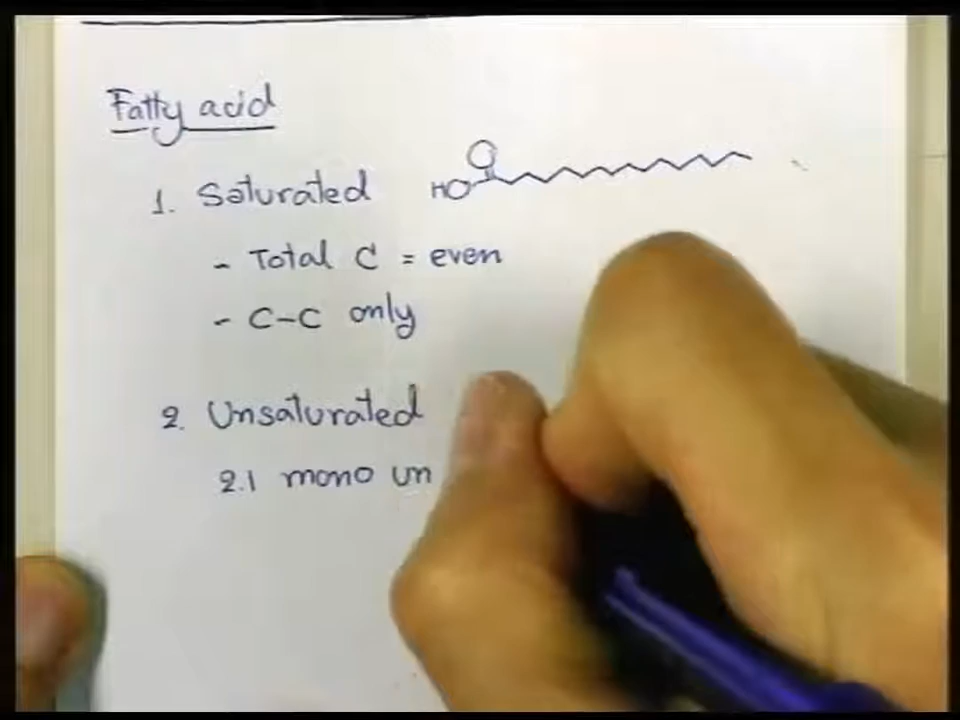 Fatty acid
1. Saturated
O
HO
- Total C = even
- C-C only
2. Unsaturated
2.1 mono un